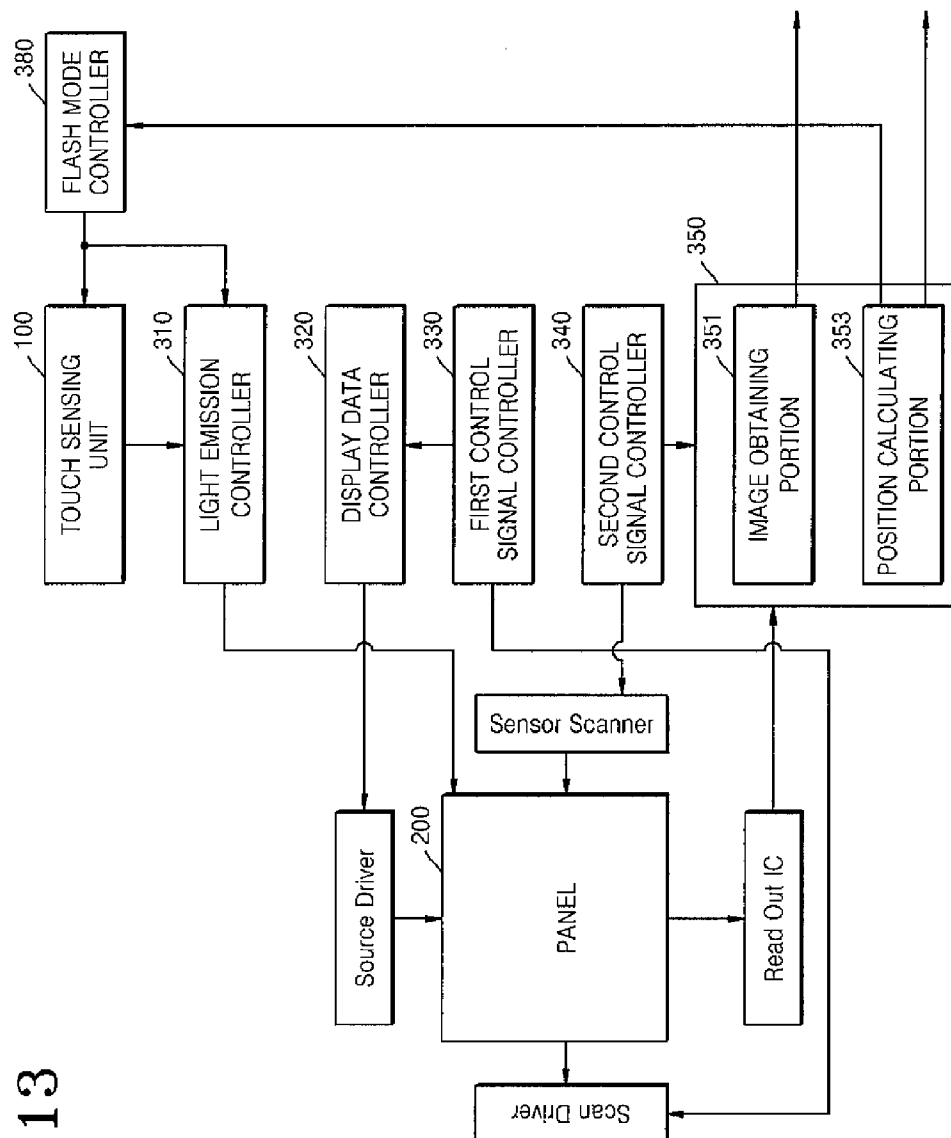 13
FLASH MODE
CONTROLLER
380
TOUCH SENSING
UNIT
100
LIGHT EMISSION
CONTROLLER
310
DISPLAY DATA
CONTROLLER
320
FIRST CONTROL
SIGNAL CONTROLLER
330
SECOND CONTROL
SIGNAL CONTROLLER
340
350
IMAGE OBTAINING
PORTION
351
POSITION CALCULATING
PORTION
353
Sensor Scanner
Source Driver
200
PANEL
Read Out IC
Scan Driver